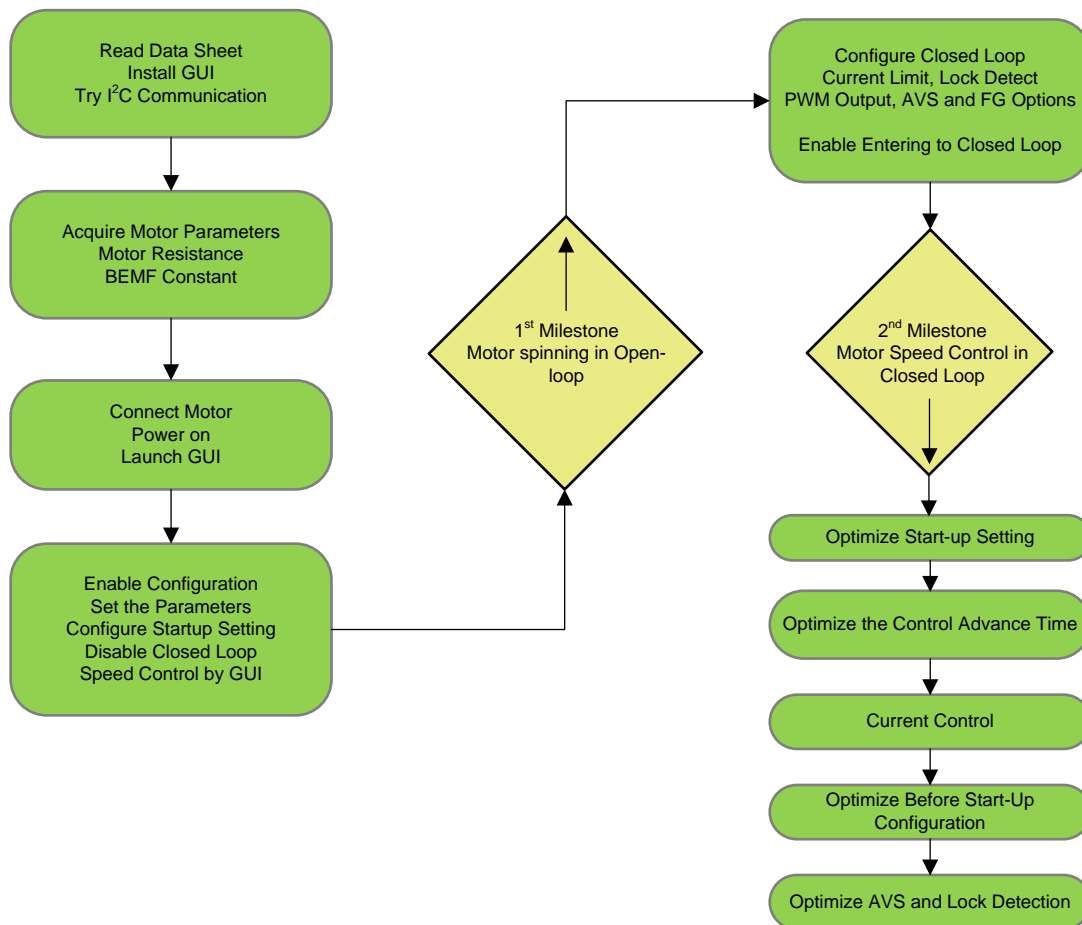 Read Data Sheet
Install GUI
Try I²C Communication
Acquire Motor Parameters
Motor Resistance
BEMF Constant
Connect Motor
Power on
Launch GUI
Enable Configuration
Set the Parameters
Configure Startup Setting
Disable Closed Loop
Speed Control by GUI
1st Milestone
Motor spinning in Open-
loop
Configure Closed Loop
Current Limit, Lock Detect
PWM Output, AVS and FG Options
Enable Entering to Closed Loop
2nd Milestone
Motor Speed Control in
Closed Loop
Optimize Start-up Setting
Optimize the Control Advance Time
Current Control
Optimize Before Start-Up
Configuration
Optimize AVS and Lock Detection